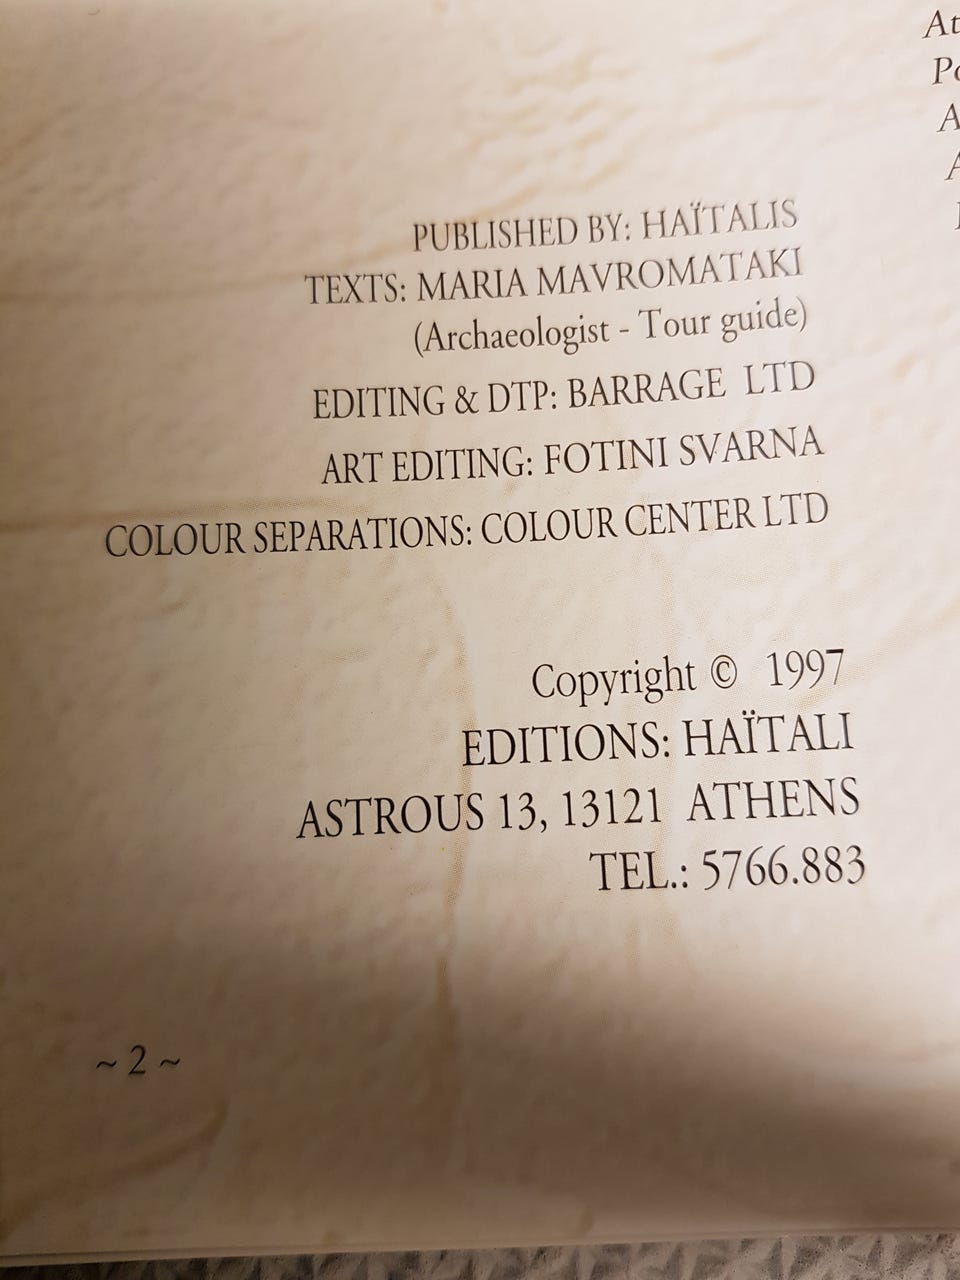 PUBLISHED BY: HAÏTALIS
TEXTS: MARIA MAVROMATAKI
(Archaeologist - Tour guide)
EDITING & DTP: BARRAGE LTD
ART EDITING: FOTINI SVARNA
COLOUR SEPARATIONS: COLOUR CENTER LTD
Copyright © 1997
EDITIONS: HAÏTALI
ASTROUS 13, 13121 ATHENS
TEL.: 5766.883
~ 2 ~